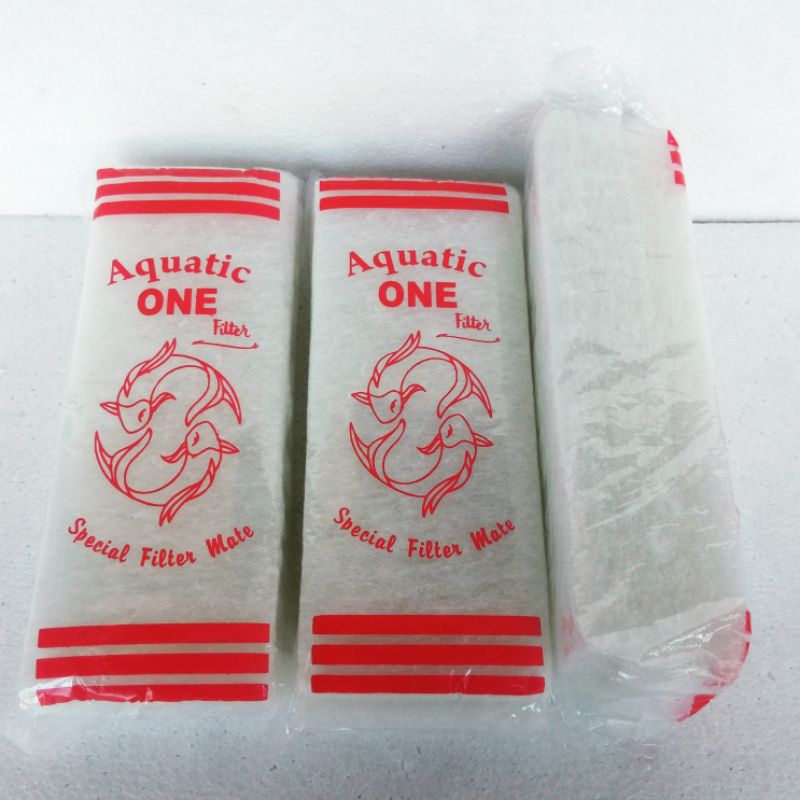 Aquatic
ONE
Filter
Special Filter Mate
Aquatic
ONE
Filter
Special Filter Mate